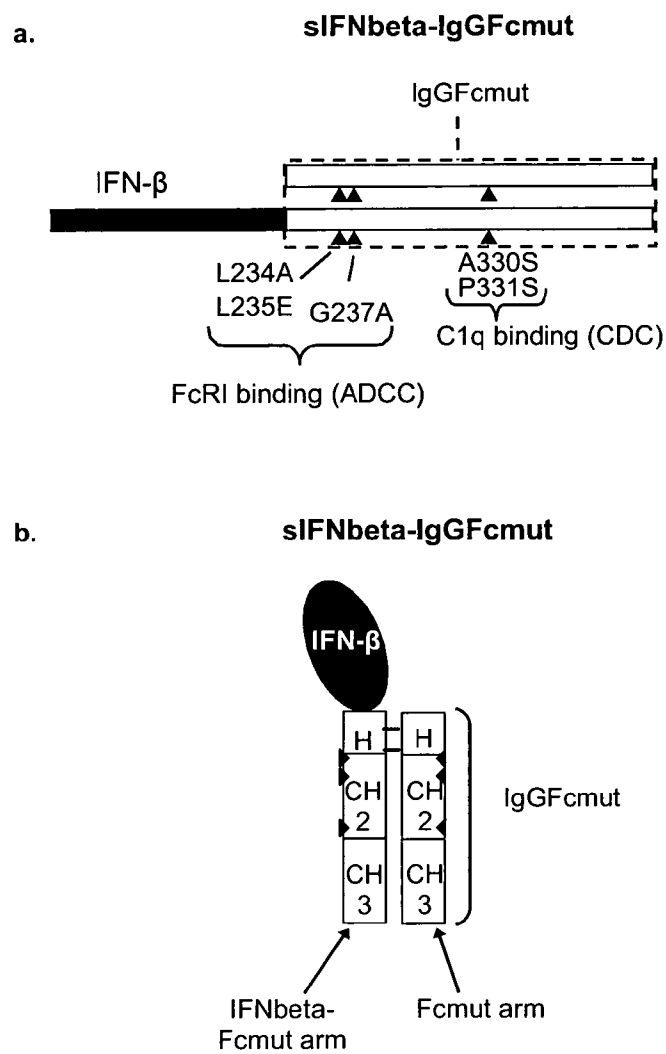 a.
sIFNbeta-IgGFcmut
IgGFcmut
IFN-β
L234A
L235E
G237A
A330S
P331S
C1q binding (CDC)
FcRI binding (ADCC)
b.
sIFNbeta-IgGFcmut
IFN-β
H
H
IgGFcmut
CH
2
CH
2
CH
3
CH
3
IFNbeta-
Fcmut arm
Fcmut arm